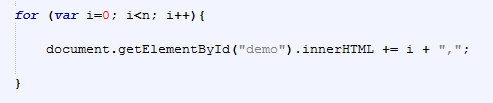 for (var i=0; i<n; i++){
document.getElementById("demo").innerHTML += i + ",";
}